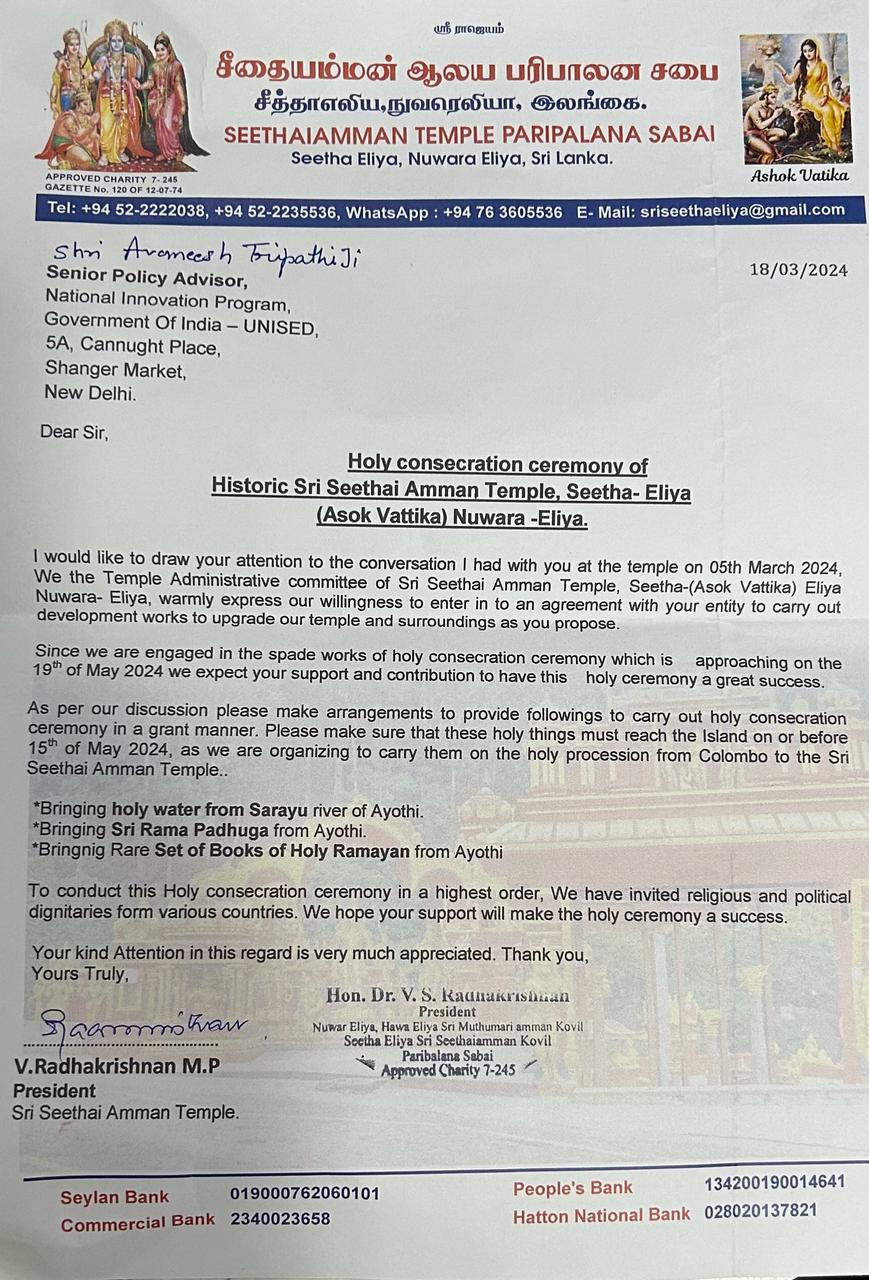 ஸ்ரீ ராஜெயம்
சீதையம்மன் ஆலய பரிபாலன சபை
சீத்தாஎலிய,நுவரெலியா, இலங்கை.
SEETHAIAMMAN TEMPLE PARIPALANA SABAI
Seetha Eliya, Nuwara Eliya, Sri Lanka.
APPROVED CHARITY 7- 245
GAZETTE No. 120 OF 12-07-74
Ashok Vatika
Tel: +94 52-2222038, +94 52-2235536, WhatsApp : +94 76 3605536 E- Mail: sriseethaeliya@gmail.com
Shri Avaneesh Tripathi Ji
18/03/2024
Senior Policy Advisor,
National Innovation Program,
Government Of India – UNISED,
5A, Cannught Place,
Shanger Market,
New Delhi.
Dear Sir,
Holy consecration ceremony of
Historic Sri Seethai Amman Temple, Seetha- Eliya
(Asok Vattika) Nuwara -Eliya.
I would like to draw your attention to the conversation I had with you at the temple on 05th March 2024,
We the Temple Administrative committee of Sri Seethai Amman Temple, Seetha-(Asok Vattika) Eliya
Nuwara- Eliya, warmly express our willingness to enter in to an agreement with your entity to carry out
development works to upgrade our temple and surroundings as you propose.
Since we are engaged in the spade works of holy consecration ceremony which is approaching on the
19th of May 2024 we expect your support and contribution to have this holy ceremony a great success.
As per our discussion please make arrangements to provide followings to carry out holy consecration
ceremony in a grant manner. Please make sure that these holy things must reach the Island on or before
15th of May 2024, as we are organizing to carry them on the holy procession from Colombo to the Sri
Seethai Amman Temple..
*Bringing holy water from Sarayu river of Ayothi.
*Bringing Sri Rama Padhuga from Ayothi.
*Bringnig Rare Set of Books of Holy Ramayan from Ayothi
To conduct this Holy consecration ceremony in a highest order, We have invited religious and political
dignitaries form various countries. We hope your support will make the holy ceremony a success.
Your kind Attention in this regard is very much appreciated. Thank you,
Yours Truly,
V.Radhakrishnan M.P
President
Sri Seethai Amman Temple.
Hon. Dr. V. S. Radhakrishnan
President
Nuwar Eliya, Hawa Eliya Sri Muthumari amman Kovil
Seetha Eliya Sri Seethaiamman Kovil
Paribalana Sabai
Approved Charity 7-245
Seylan Bank 019000762060101
Commercial Bank 2340023658
People's Bank 134200190014641
Hatton National Bank 028020137821